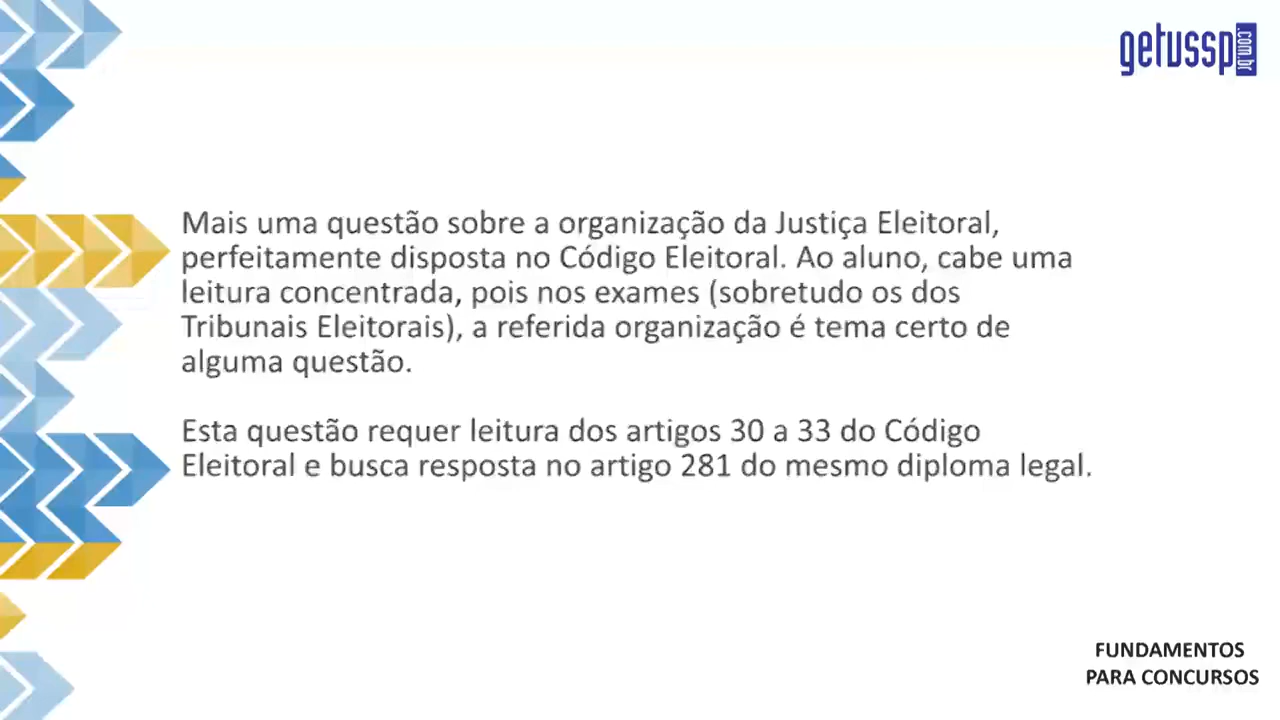 getussp.com.br
Mais uma questão sobre a organização da Justiça Eleitoral,
perfeitamente disposta no Código Eleitoral. Ao aluno, cabe uma
leitura concentrada, pois nos exames (sobretudo os dos
Tribunais Eleitorais), a referida organização é tema certo de
alguma questão.
Esta questão requer leitura dos artigos 30 a 33 do Código
Eleitoral e busca resposta no artigo 281 do mesmo diploma legal.
FUNDAMENTOS
PARA CONCURSOS